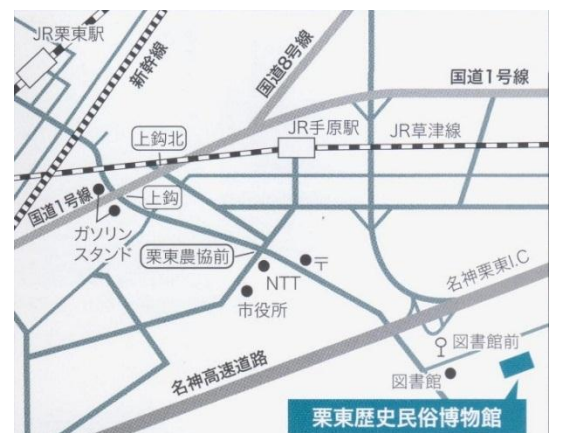 JR栗東駅
新幹線
国道8号線
国道1号線
上鈎北
JR手原駅
JR草津線
国道1号線
上鈎
ガソリン
スタンド
栗東農協前
〒
NTT
市役所
名神栗東I.C
名神高速道路
図書館前
図書館
栗東歴史民俗博物館